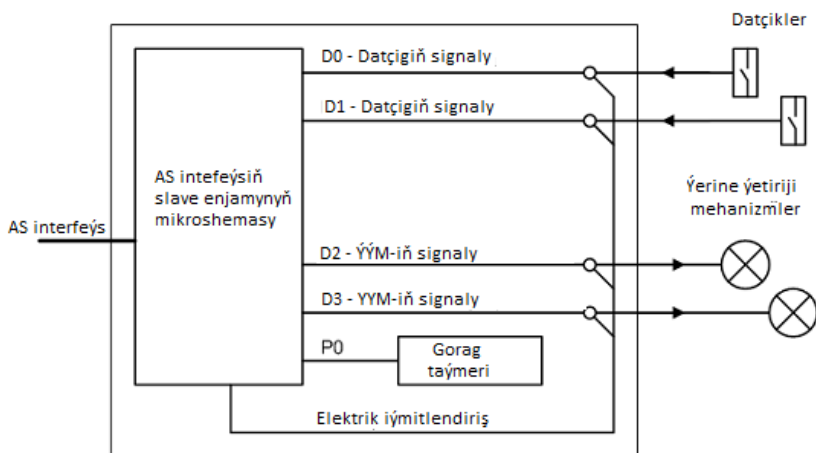 Datçikler
D0 - Datçigiň signaly
D1 - Datçigiň signaly
AS intefeýsiň
slave enjamynyň
mikroshemasy
AS interfeýs
Ýerine ýetiriji
mehanizmler
D2 - ÝÝM-iň signaly
D3 - YYM-iň signaly
P0
Gorag
taýmeri
Elektrik iýmitlendiriş